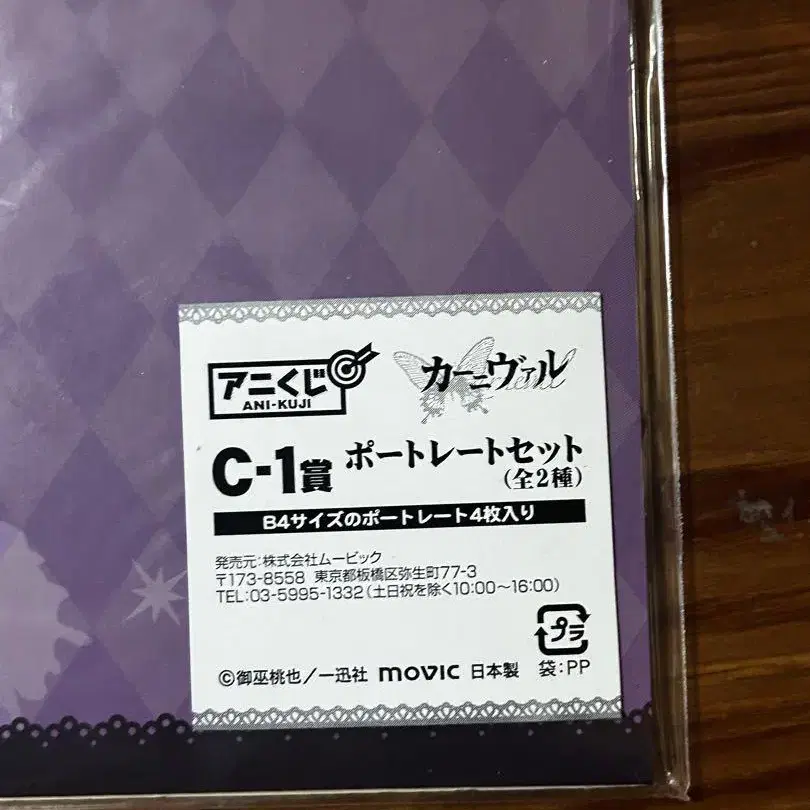 アニくじ
ANI-KUJI
カーニヴァル
C-1賞 ポートレートセット
(全2種)
B4サイズのポートレート4枚入り
発売元:株式会社ムービック
〒173-8558 東京都板橋区弥生町77-3
TEL:03-5995-1332(土日祝を除く10:00〜16:00)
プラ
©御巫桃也/一迅社 movic 日本製 袋:PP